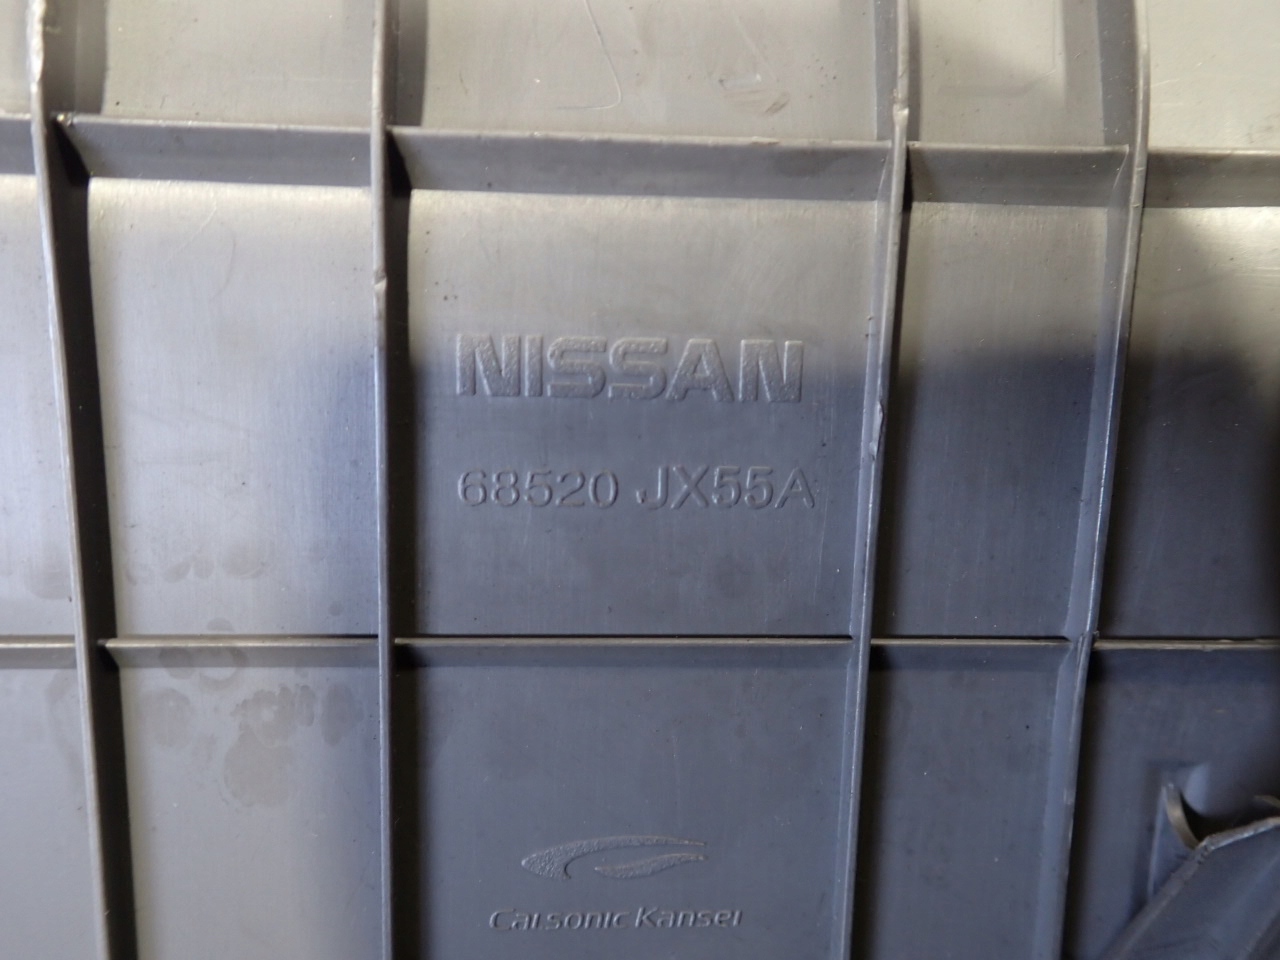 NISSAN
68520 JX55A
Calsonic Kansei